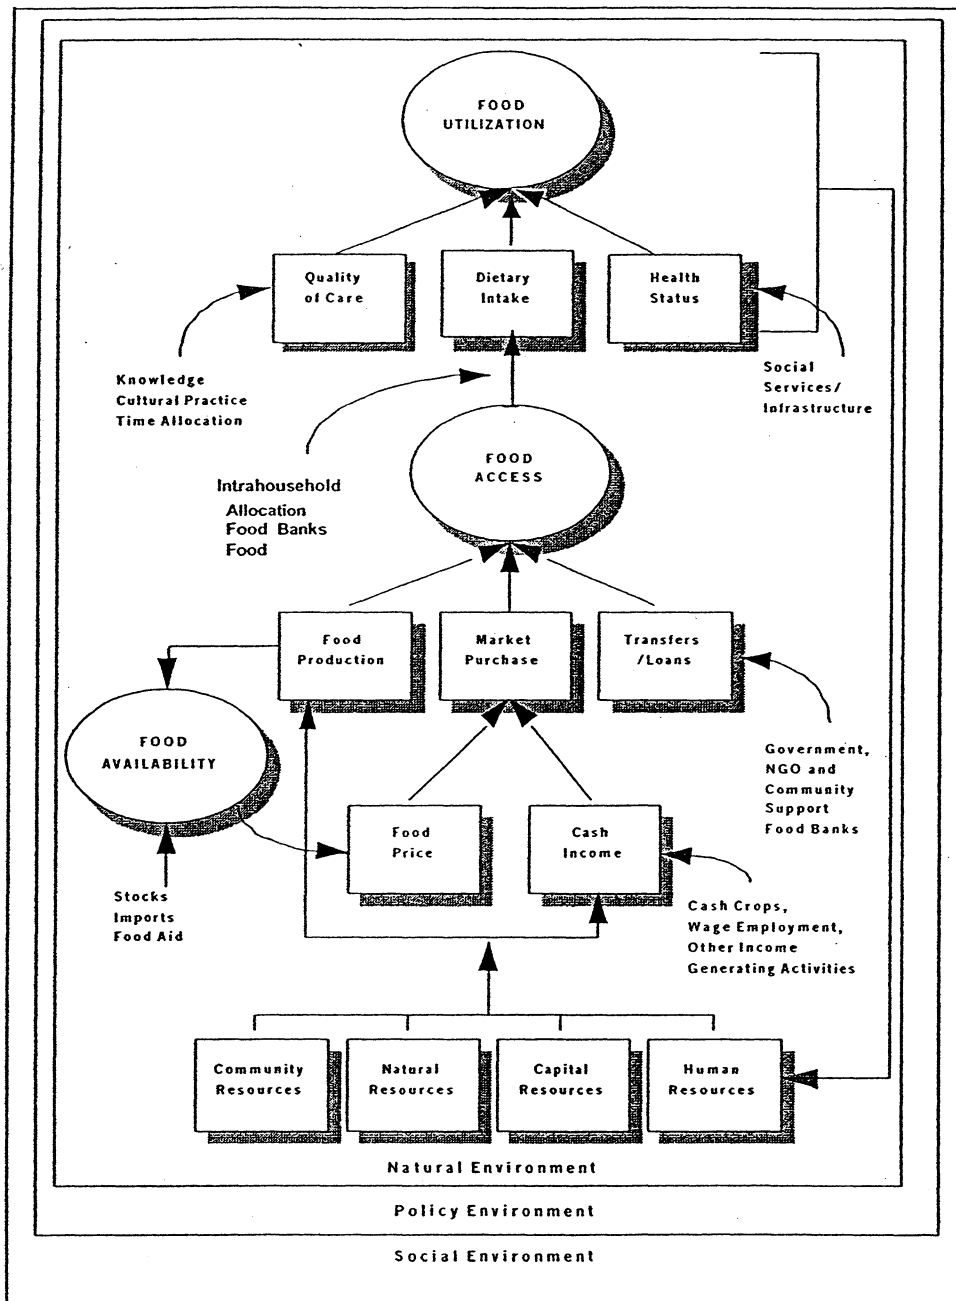 FOOD
UTILIZATION
Quality
of Care
Dietary
Intake
Health
Status
Knowledge
Cultural Practice
Time Allocation
Social
Services/
Infrastructure
FOOD
ACCESS
Intrahousehold
Allocation
Food Banks
Food
Food
Production
Market
Purchase
Transfers
/Loans
FOOD
AVAILABILITY
Government,
NGO and
Community
Support
Food Banks
Food
Price
Cash
Income
Stocks
Imports
Food Aid
Cash Crops,
Wage Employment,
Other Income
Generating Activities
Community
Resources
Natural
Resources
Capital
Resources
Human
Resources
Natural Environment
Policy Environment
Social Environment